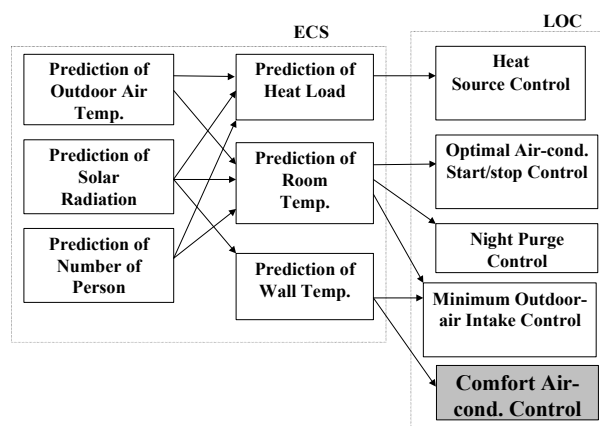 ECS
LOC
Prediction of
Outdoor Air
Temp.
Prediction of
Solar
Radiation
Prediction of
Number of
Person
Prediction of
Heat Load
Prediction of
Room
Temp.
Prediction of
Wall Temp.
Heat
Source Control
Optimal Air-cond.
Start/stop Control
Night Purge
Control
Minimum Outdoor-
air Intake Control
Comfort Air-
cond. Control